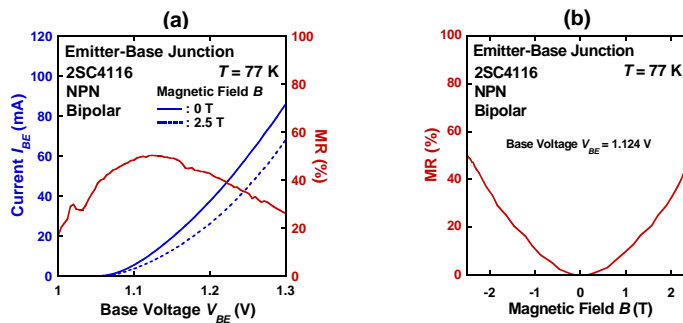 (a)
120
100
80
60
40
20
0
Current I_BE (mA)
Emitter-Base Junction
2SC4116
T = 77 K
NPN
Magnetic Field B
Bipolar
: 0 T
: 2.5 T
100
80
60
40
20
0
MR (%)
1
1.1
1.2
1.3
Base Voltage V_BE (V)
(b)
100
80
60
40
20
0
MR (%)
Emitter-Base Junction
2SC4116
T = 77 K
NPN
Bipolar
Base Voltage V_BE = 1.124 V
-2
-1
0
1
2
Magnetic Field B (T)